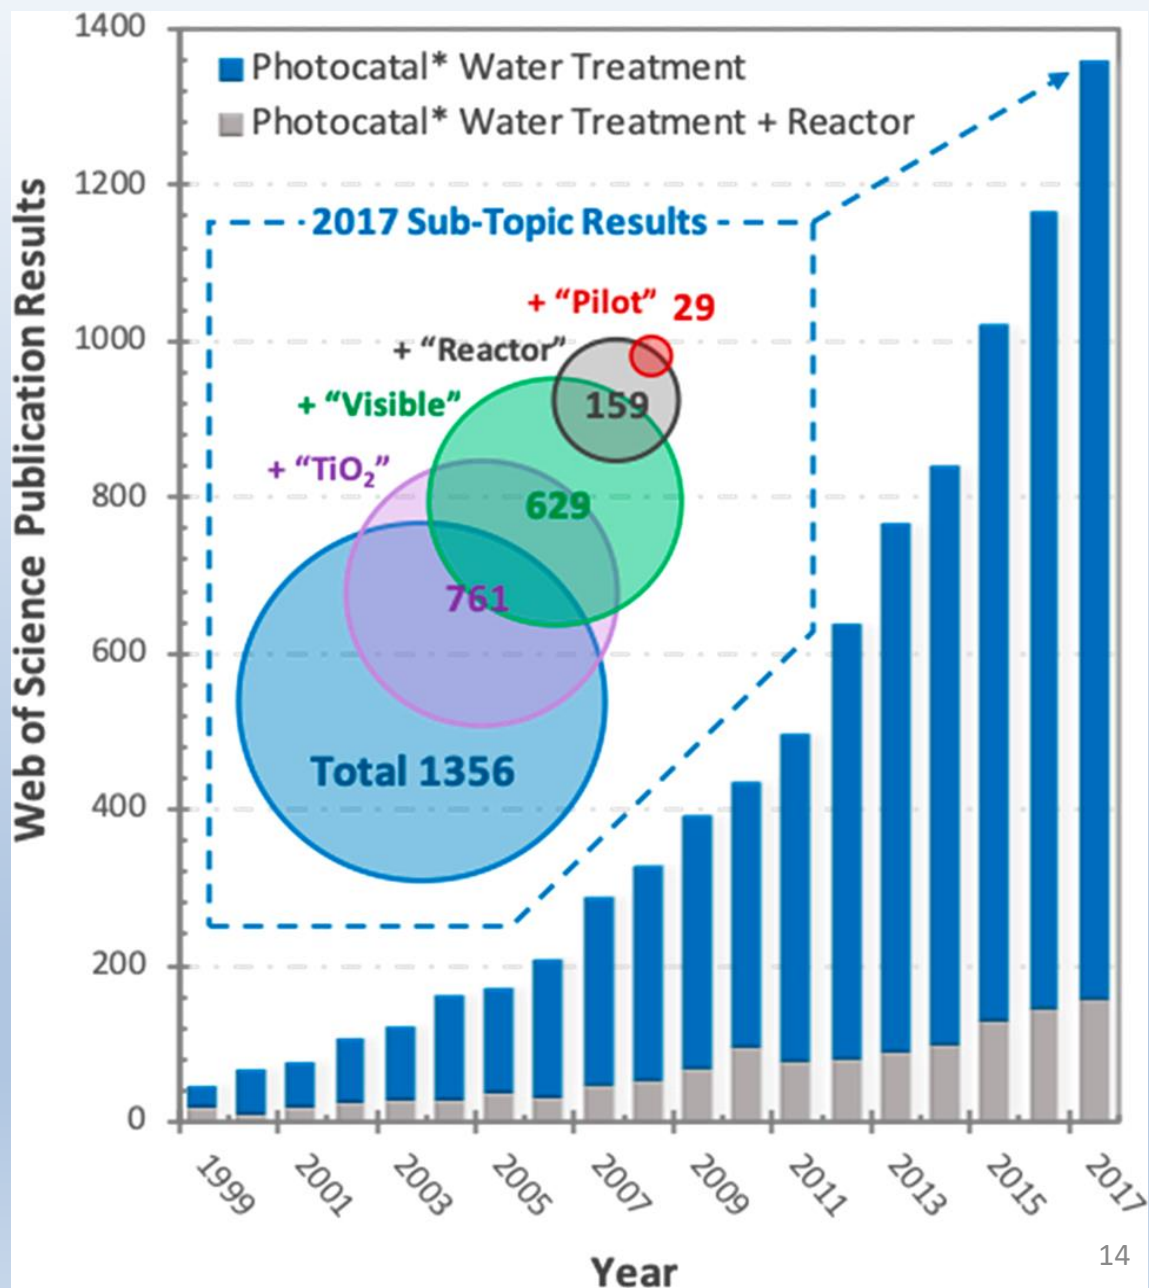 1400
Photocatal* Water Treatment
Photocatal* Water Treatment + Reactor
1200
2017 Sub-Topic Results
+ “Pilot” 29
1000
+ “Reactor”
+ “Visible”
159
+ “TiO₂”
800
629
761
600
Total 1356
400
200
0
Web of Science Publication Results
1999
2001
2003
2005
2007
2009
2011
2013
2015
2017
Year
14